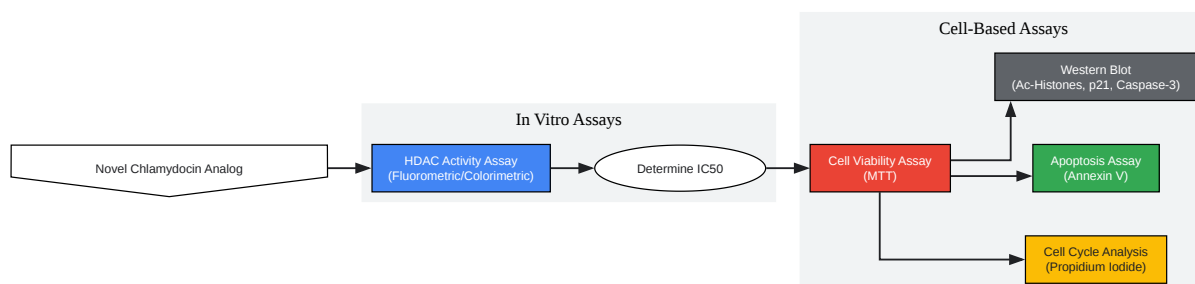 Cell-Based Assays
Western Blot
(Ac-Histones, p21, Caspase-3)
In Vitro Assays
Novel Chlamydocin Analog
HDAC Activity Assay
(Fluorometric/Colorimetric)
Determine IC50
Cell Viability Assay
(MTT)
Apoptosis Assay
(Annexin V)
Cell Cycle Analysis
(Propidium Iodide)